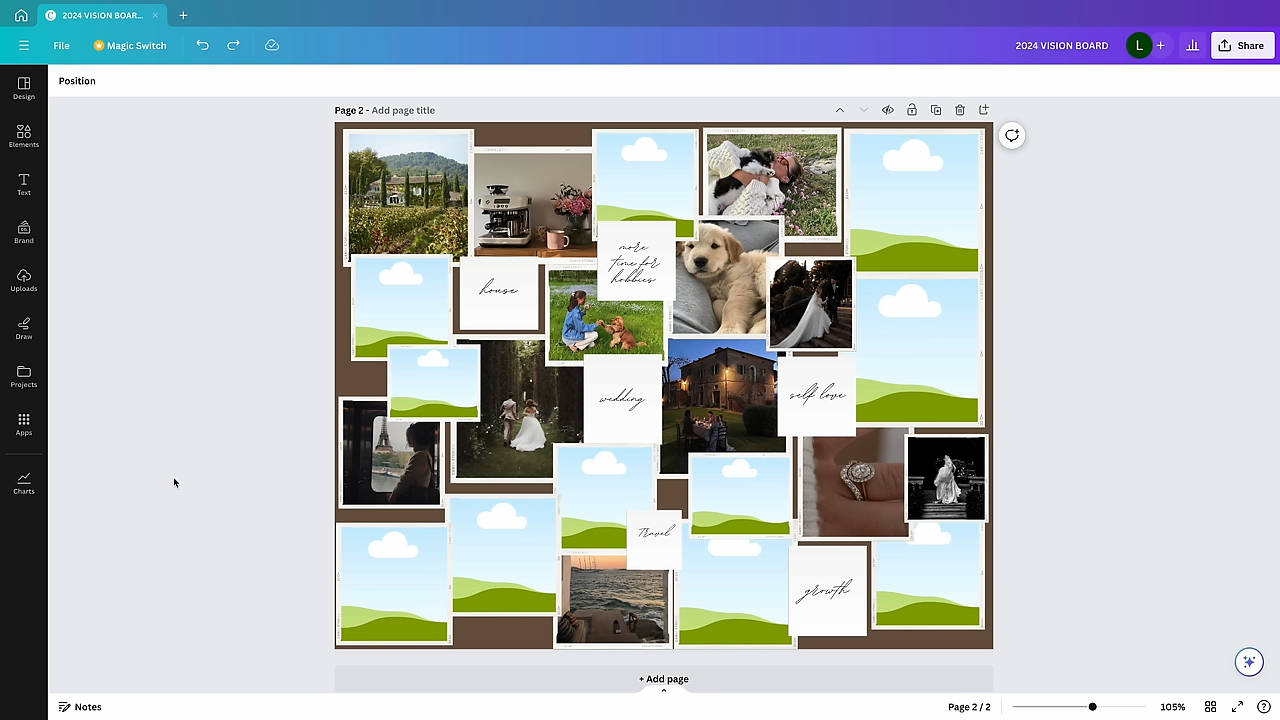 2024 VISION BOAR...
File
Magic Switch
2024 VISION BOARD
L
Share
Design
Elements
Text
Brand
Uploads
Draw
Projects
Apps
Charts
Position
Page 2 - Add page title
more
time for
hobbies
house
wedding
self love
Travel
growth
+ Add page
Notes
Page 2 / 2
105%